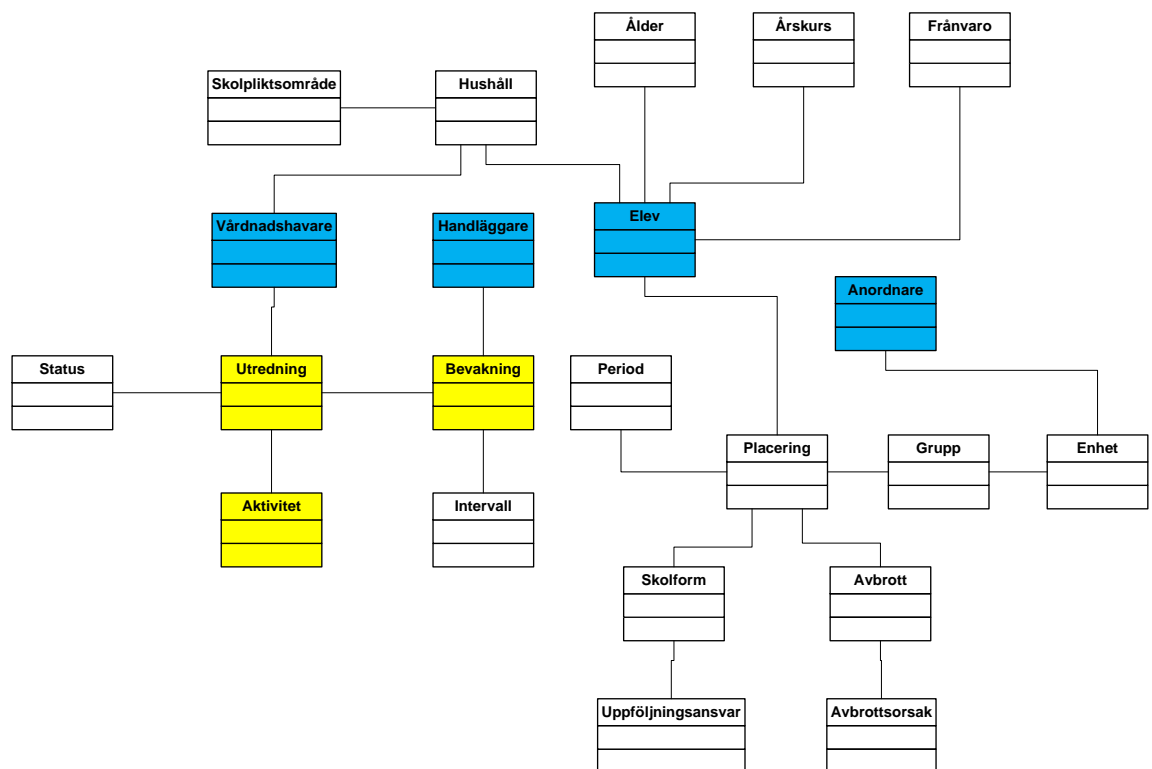 Ålder
Årskurs
Frånvaro
Skolpliktsområde
Hushåll
Vårdnadshavare
Handläggare
Elev
Anordnare
Status
Utredning
Bevakning
Period
Placering
Grupp
Enhet
Aktivitet
Intervall
Skolform
Avbrott
Uppföljningsansvar
Avbrottsorsak